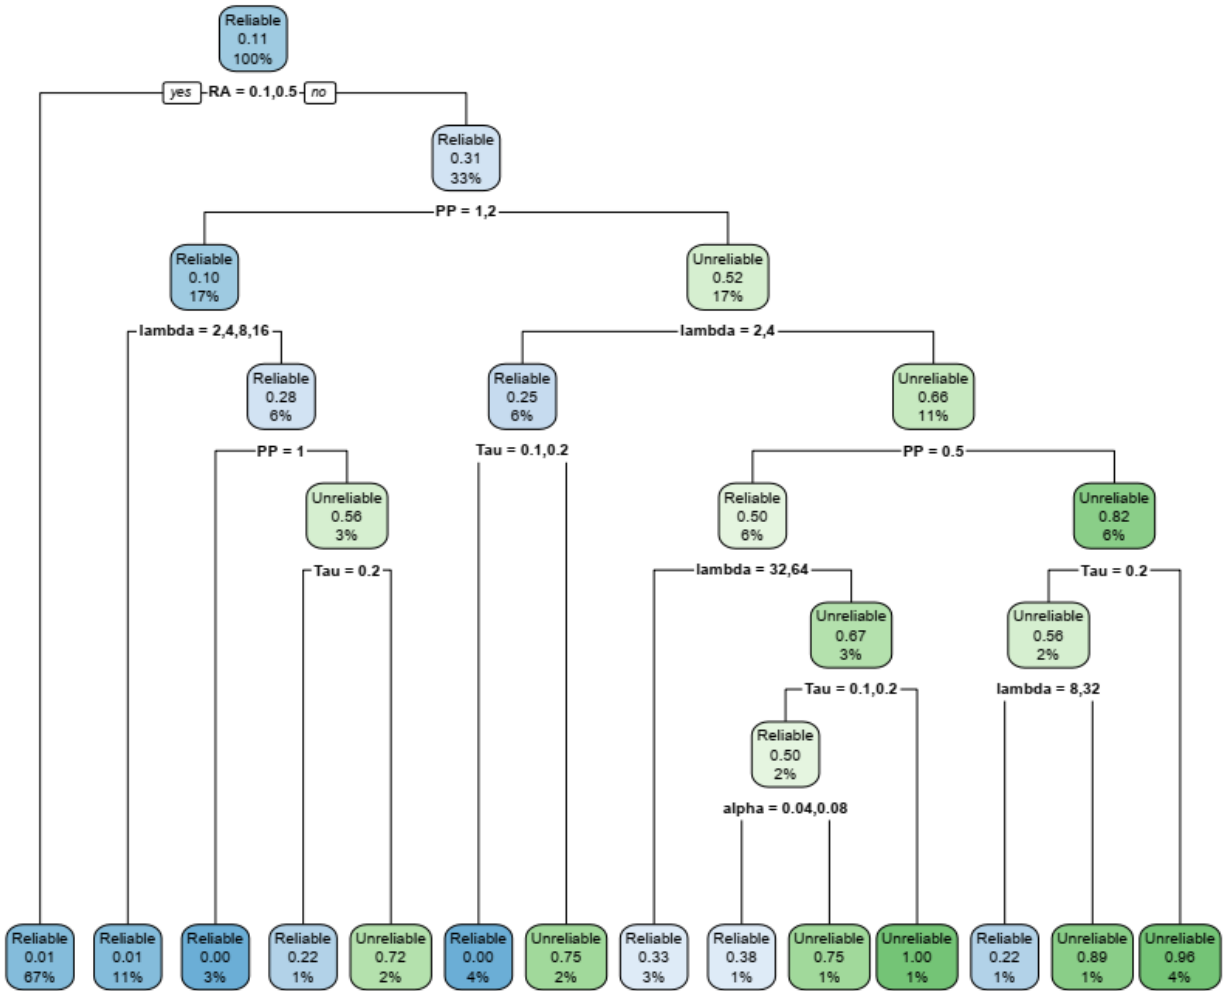 Reliable
0.11
100%
yes RA = 0.1,0.5 no
Reliable
0.31
33%
PP = 1,2
Reliable
0.10
17%
Unreliable
0.52
17%
lambda = 2,4,8,16
lambda = 2,4
Reliable
0.28
6%
Reliable
0.25
6%
Unreliable
0.66
11%
PP = 1
Tau = 0.1,0.2
PP = 0.5
Unreliable
0.56
3%
Reliable
0.50
6%
Unreliable
0.82
6%
Tau = 0.2
lambda = 32,64
Tau = 0.2
Unreliable
0.67
3%
Unreliable
0.56
2%
Tau = 0.1,0.2
lambda = 8,32
Reliable
0.50
2%
alpha = 0.04,0.08
Reliable
0.01
67%
Reliable
0.01
11%
Reliable
0.00
3%
Reliable
0.22
1%
Unreliable
0.72
2%
Reliable
0.00
4%
Unreliable
0.75
2%
Reliable
0.33
3%
Reliable
0.38
1%
Unreliable
0.75
1%
Unreliable
1.00
1%
Reliable
0.22
1%
Unreliable
0.89
1%
Unreliable
0.96
4%